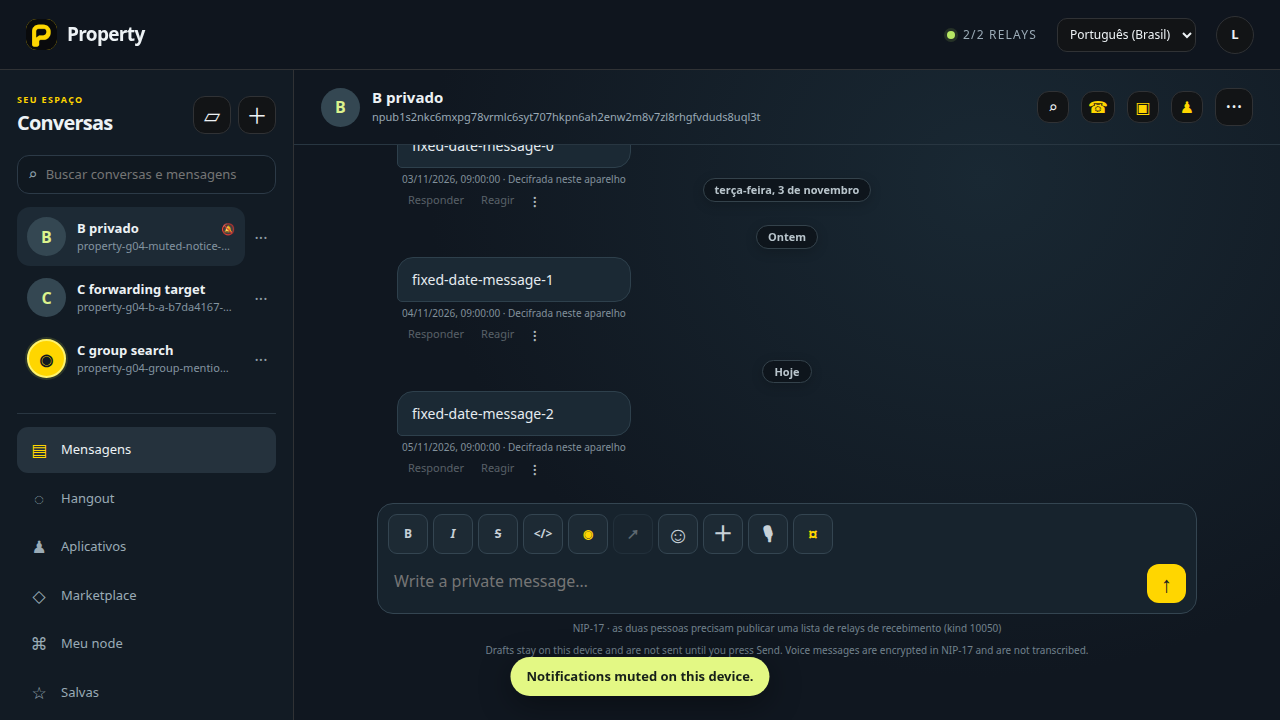 Property
2/2 RELAYS
Português (Brasil)
L
SEU ESPAÇO
Conversas
Buscar conversas e mensagens
B
B privado
property-g04-muted-notice-...
C
C forwarding target
property-g04-b-a-b7da4167-...
C group search
property-g04-group-mentio...
Mensagens
Hangout
Aplicativos
Marketplace
Meu node
Salvas
B
B privado
npub1s2nkc6mxpg78vrmlc6syt707hkpn6ah2enw2m8v7zl8rhgfvduds8uql3t
fixed-date-message-0
03/11/2026, 09:00:00 · Decifrada neste aparelho
Responder Reagir
terça-feira, 3 de novembro
Ontem
fixed-date-message-1
04/11/2026, 09:00:00 · Decifrada neste aparelho
Responder Reagir
Hoje
fixed-date-message-2
05/11/2026, 09:00:00 · Decifrada neste aparelho
Responder Reagir
B I S </>
Write a private message...
NIP-17 · as duas pessoas precisam publicar uma lista de relays de recebimento (kind 10050)
Drafts stay on this device and are not sent until you press Send. Voice messages are encrypted in NIP-17 and are not transcribed.
Notifications muted on this device.